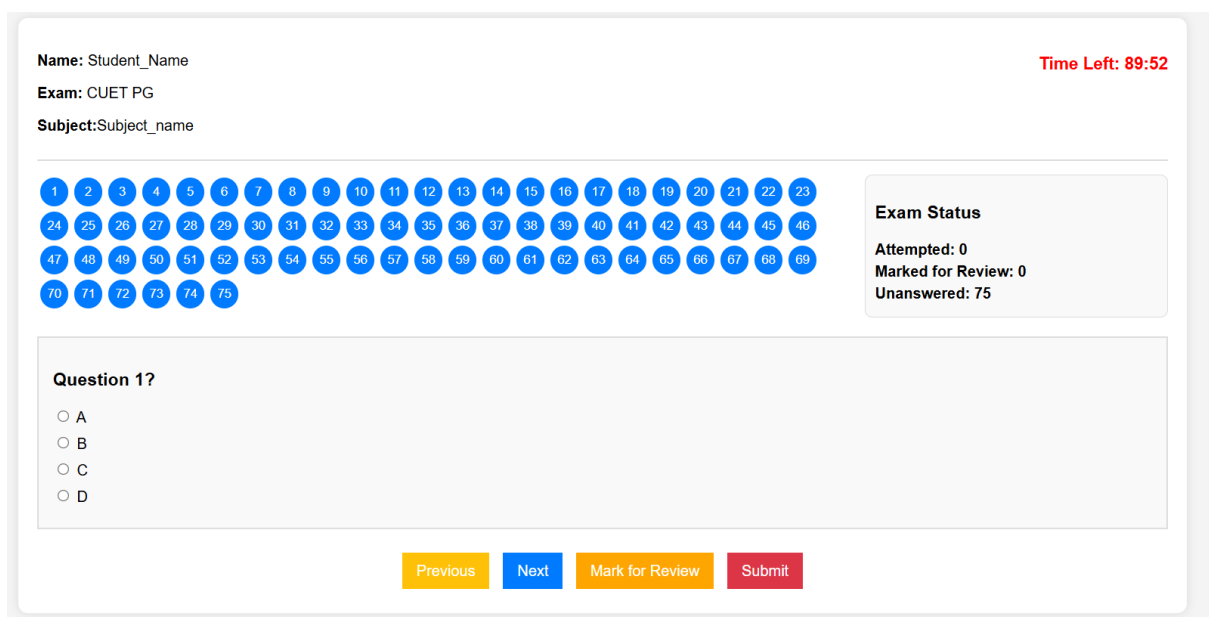 Name: Student_Name
Time Left: 89:52
Exam: CUET PG
Subject:Subject_name
1 2 3 4 5 6 7 8 9 10 11 12 13 14 15 16 17 18 19 20 21 22 23
24 25 26 27 28 29 30 31 32 33 34 35 36 37 38 39 40 41 42 43 44 45 46
47 48 49 50 51 52 53 54 55 56 57 58 59 60 61 62 63 64 65 66 67 68 69
70 71 72 73 74 75
Exam Status
Attempted: 0
Marked for Review: 0
Unanswered: 75
Question 1?
A
B
C
D
Previous Next Mark for Review Submit